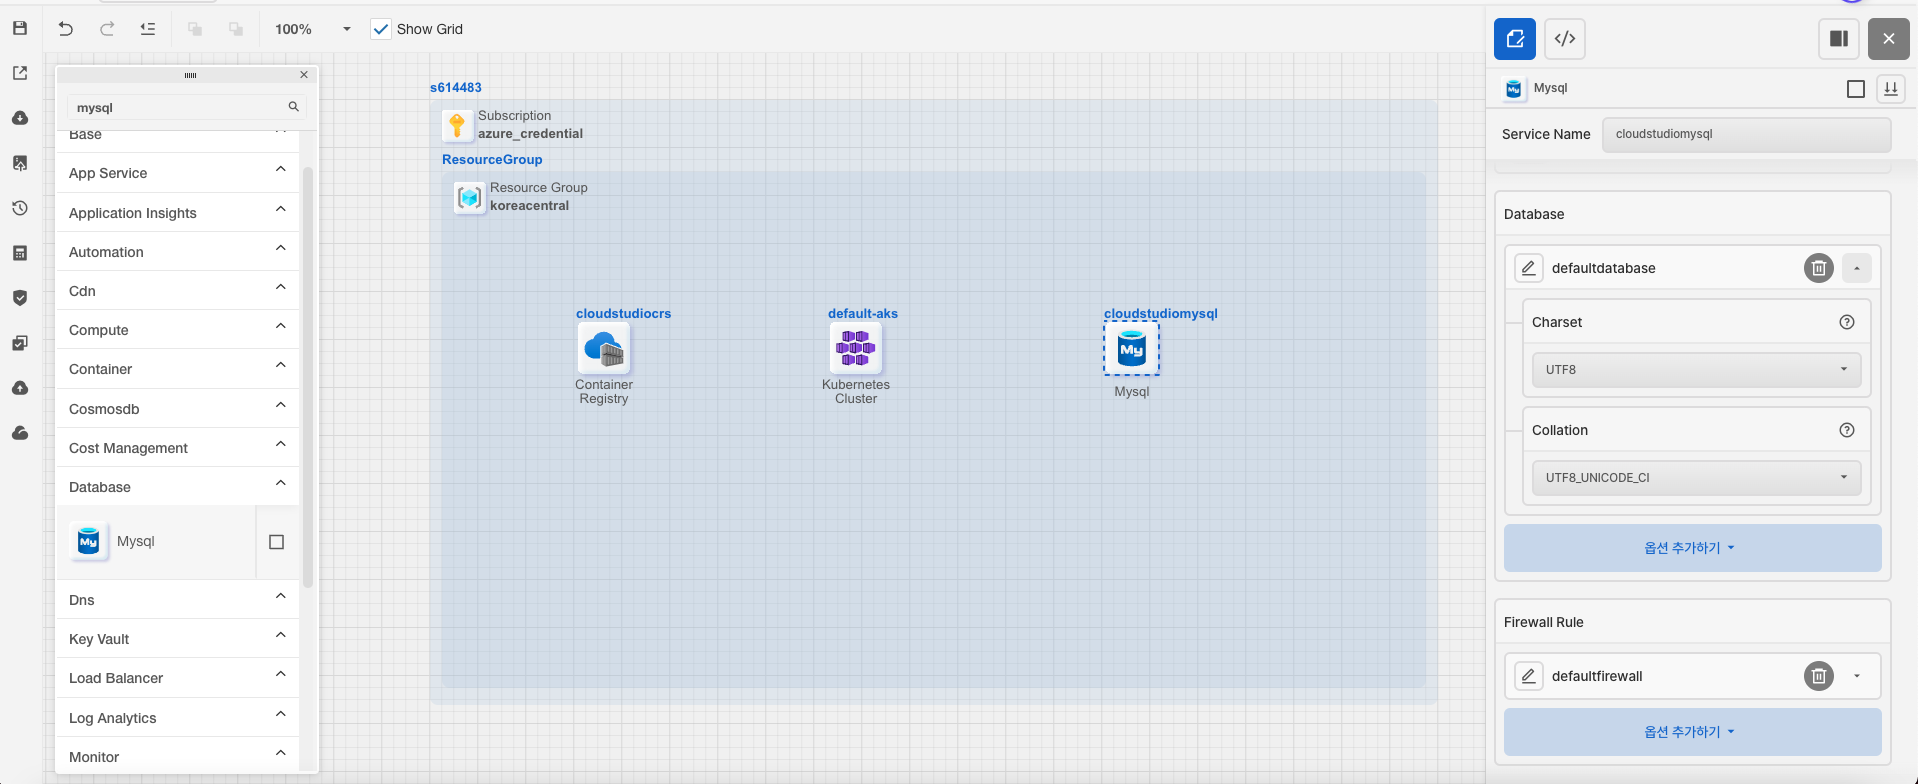 100%
Show Grid
mysql
Base
App Service
Application Insights
Automation
Cdn
Compute
Container
Cosmosdb
Cost Management
Database
My
Mysql
Dns
Key Vault
Load Balancer
Log Analytics
Monitor
s614483
Subscription
azure_credential
ResourceGroup
Resource Group
koreacentral
cloudstudiocrs
Container
Registry
default-aks
Kubernetes
Cluster
cloudstudiomysql
My
Mysql
My
Mysql
Service Name
cloudstudiomysql
Database
defaultdatabase
Charset
UTF8
Collation
UTF8_UNICODE_CI
옵션 추가하기
Firewall Rule
defaultfirewall
옵션 추가하기